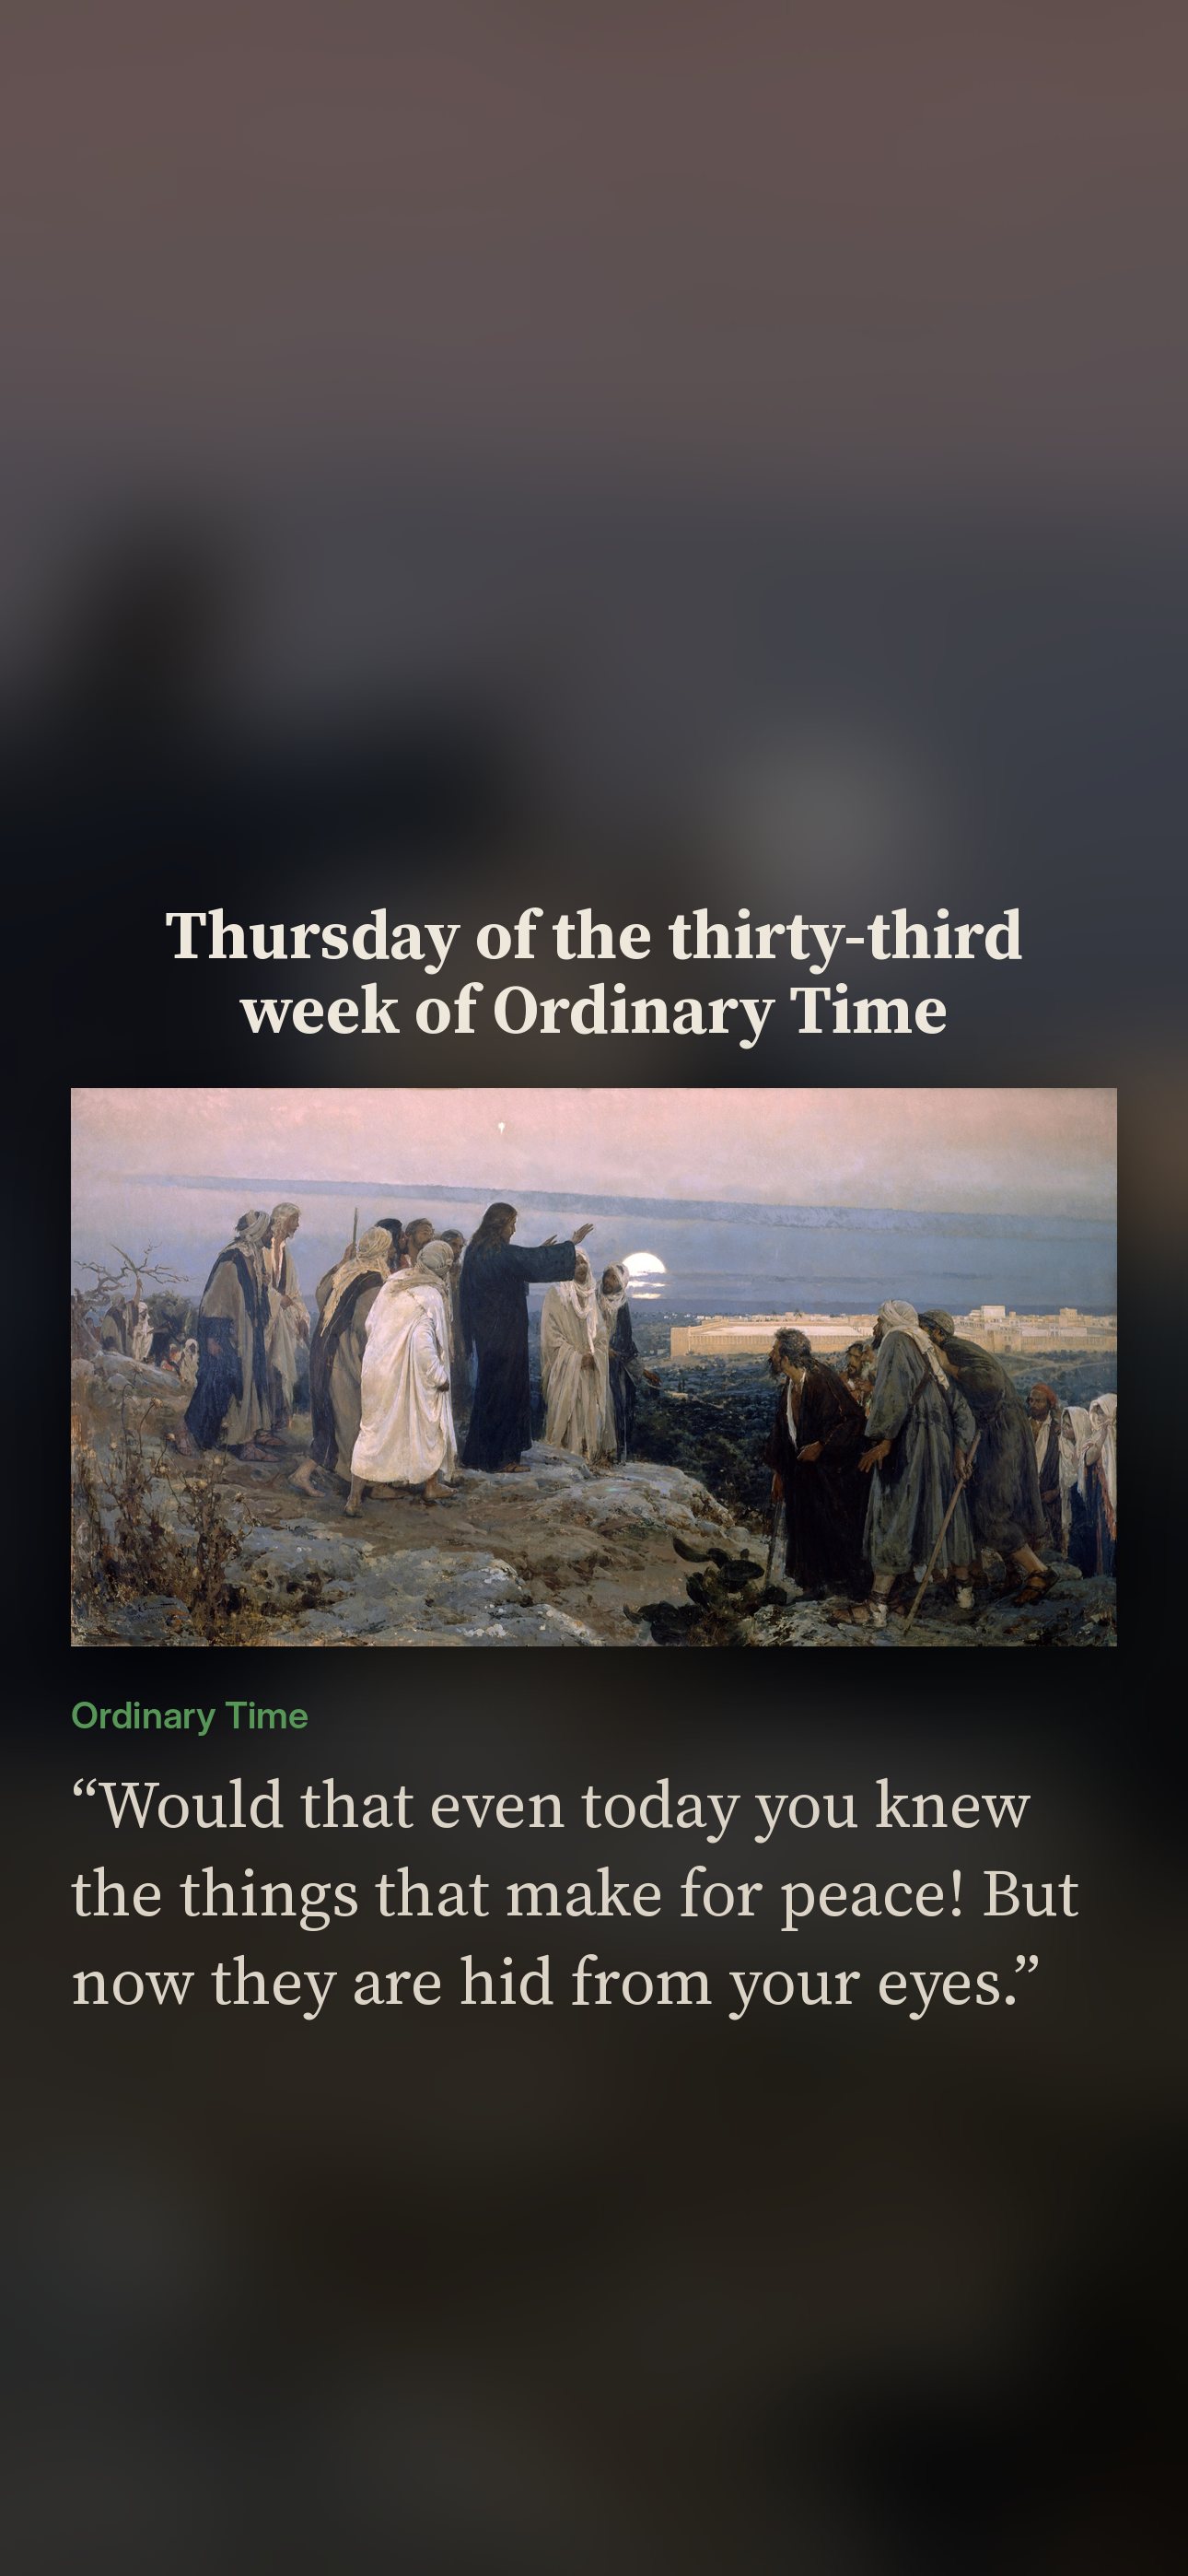 Thursday of the thirty-third
week of Ordinary Time
Ordinary Time
“Would that even today you knew
the things that make for peace! But
now they are hid from your eyes.”